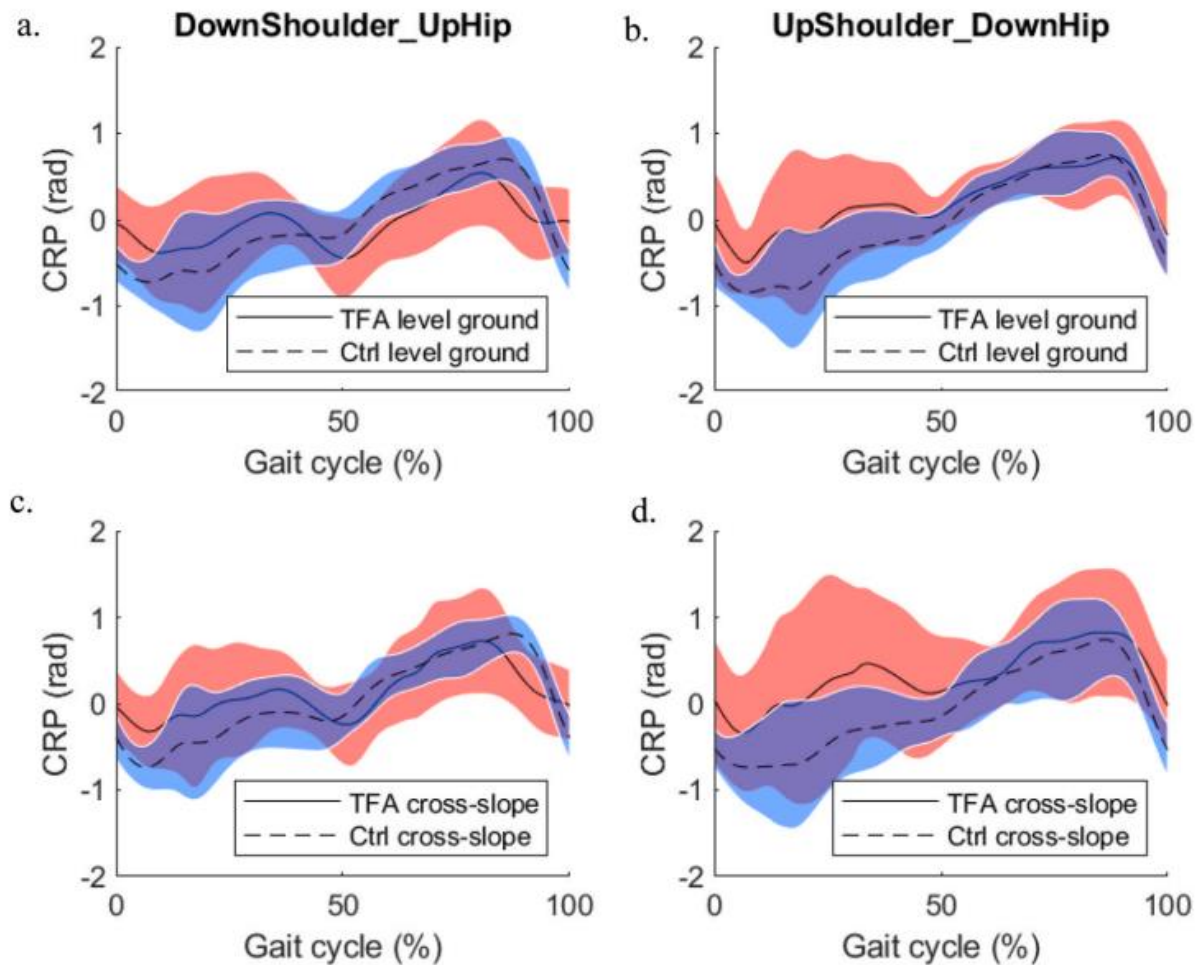 a.
DownShoulder_UpHip
2
1
0
-1
-2
CRP (rad)
TFA level ground
Ctrl level ground
0
50
100
Gait cycle (%)
b.
UpShoulder_DownHip
2
1
0
-1
-2
CRP (rad)
TFA level ground
Ctrl level ground
0
50
100
Gait cycle (%)
c.
2
1
0
-1
-2
CRP (rad)
TFA cross-slope
Ctrl cross-slope
0
50
100
Gait cycle (%)
d.
2
1
0
-1
-2
CRP (rad)
TFA cross-slope
Ctrl cross-slope
0
50
100
Gait cycle (%)